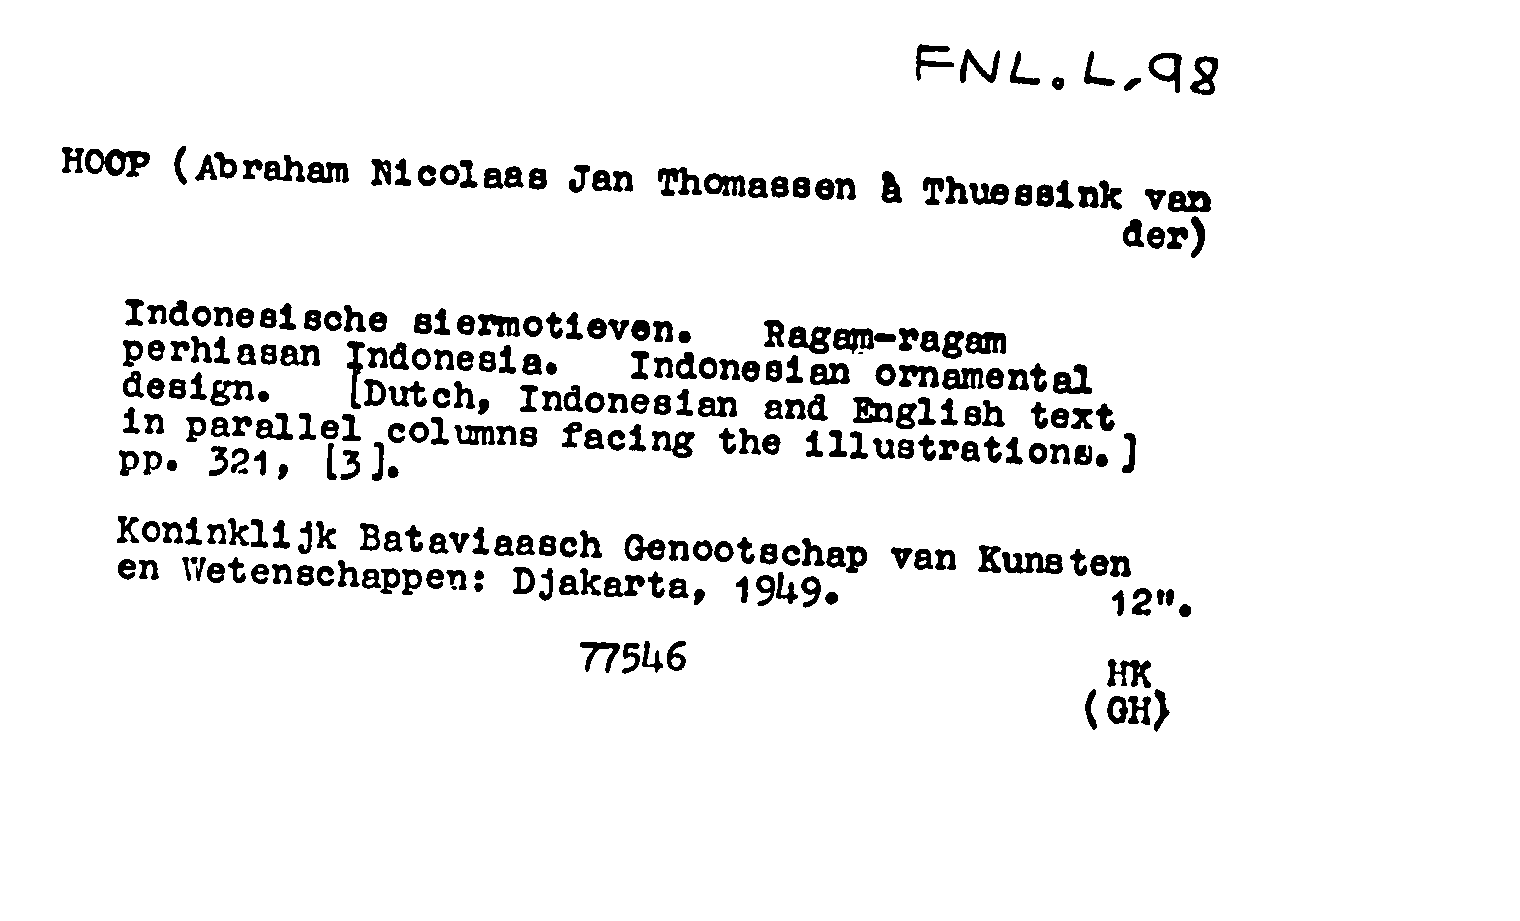 FNL. L, 98
HOOP (Abraham Nicolaas Jan Thomassen à Thuessink van
der)
Indonesische siermotieven. Ragam-ragam
perhiasan Indonesia. Indonesian ornamental
design. [Dutch, Indonesian and English text
in parallel columns facing the illustrations.]
pp. 321, [3].
Koninklijk Bataviaasch Genootschap van Kunsten
en Wetenschappen: Djakarta, 1949. 12".
77546
HK
(GH)